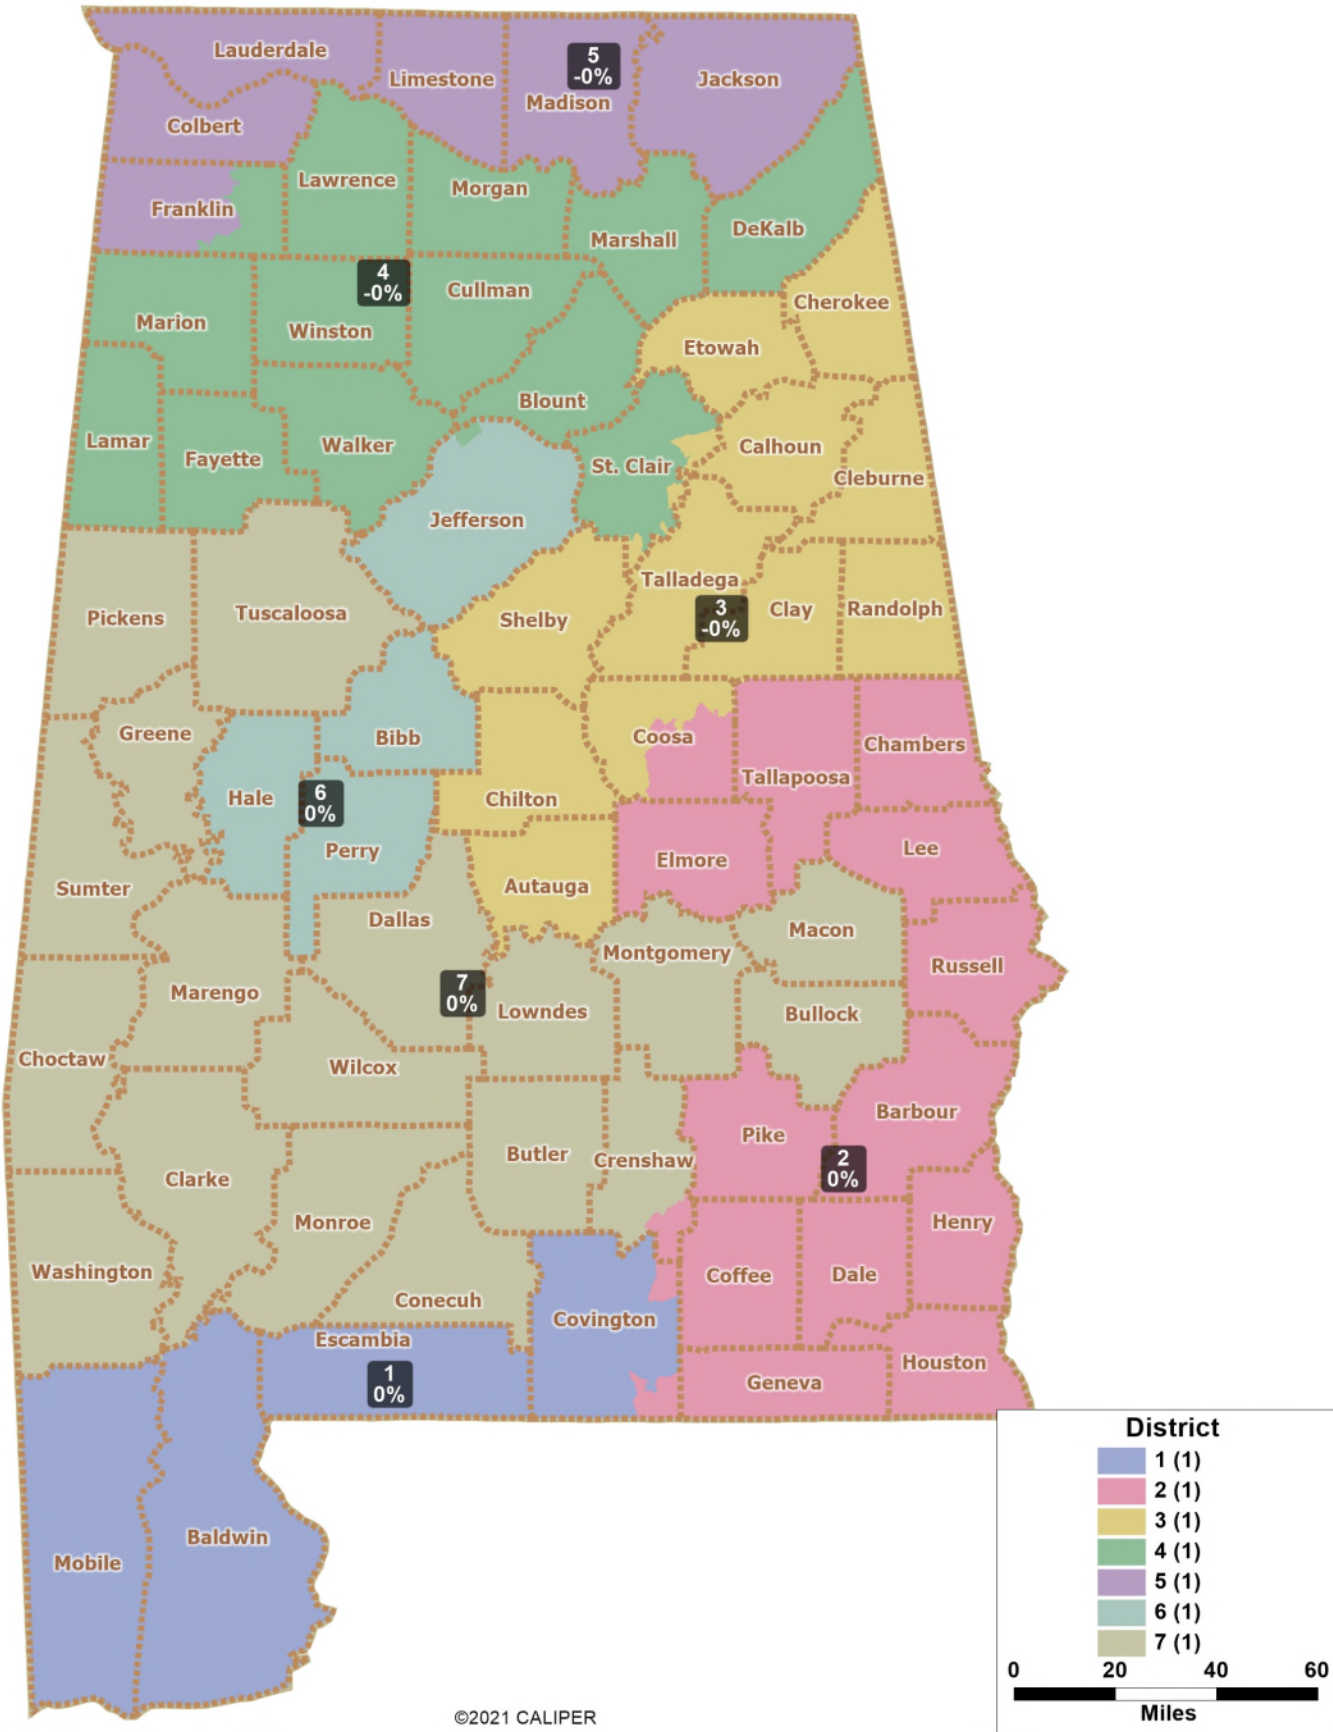 Lauderdale
5
-0%
Limestone
Madison
Jackson
Colbert
Lawrence
Morgan
Franklin
DeKalb
Marshall
4
-0%
Cullman
Cherokee
Marion
Winston
Etowah
Blount
Lamar
Walker
Calhoun
Fayette
St. Clair
Cleburne
Jefferson
Talladega
3
-0%
Clay
Randolph
Pickens
Tuscaloosa
Shelby
Greene
Bibb
Coosa
Chambers
Tallapoosa
Hale
6
0%
Chilton
Perry
Lee
Elmore
Sumter
Autauga
Dallas
Macon
Montgomery
Russell
Marengo
7
0%
Lowndes
Bullock
Choctaw
Wilcox
Barbour
Pike
Butler
Crenshaw
2
0%
Clarke
Monroe
Henry
Washington
Coffee
Dale
Conecuh
Covington
Escambia
1
0%
Houston
Geneva
Baldwin
Mobile
District
1 (1)
2 (1)
3 (1)
4 (1)
5 (1)
6 (1)
7 (1)
0 20 40 60
Miles
©2021 CALIPER